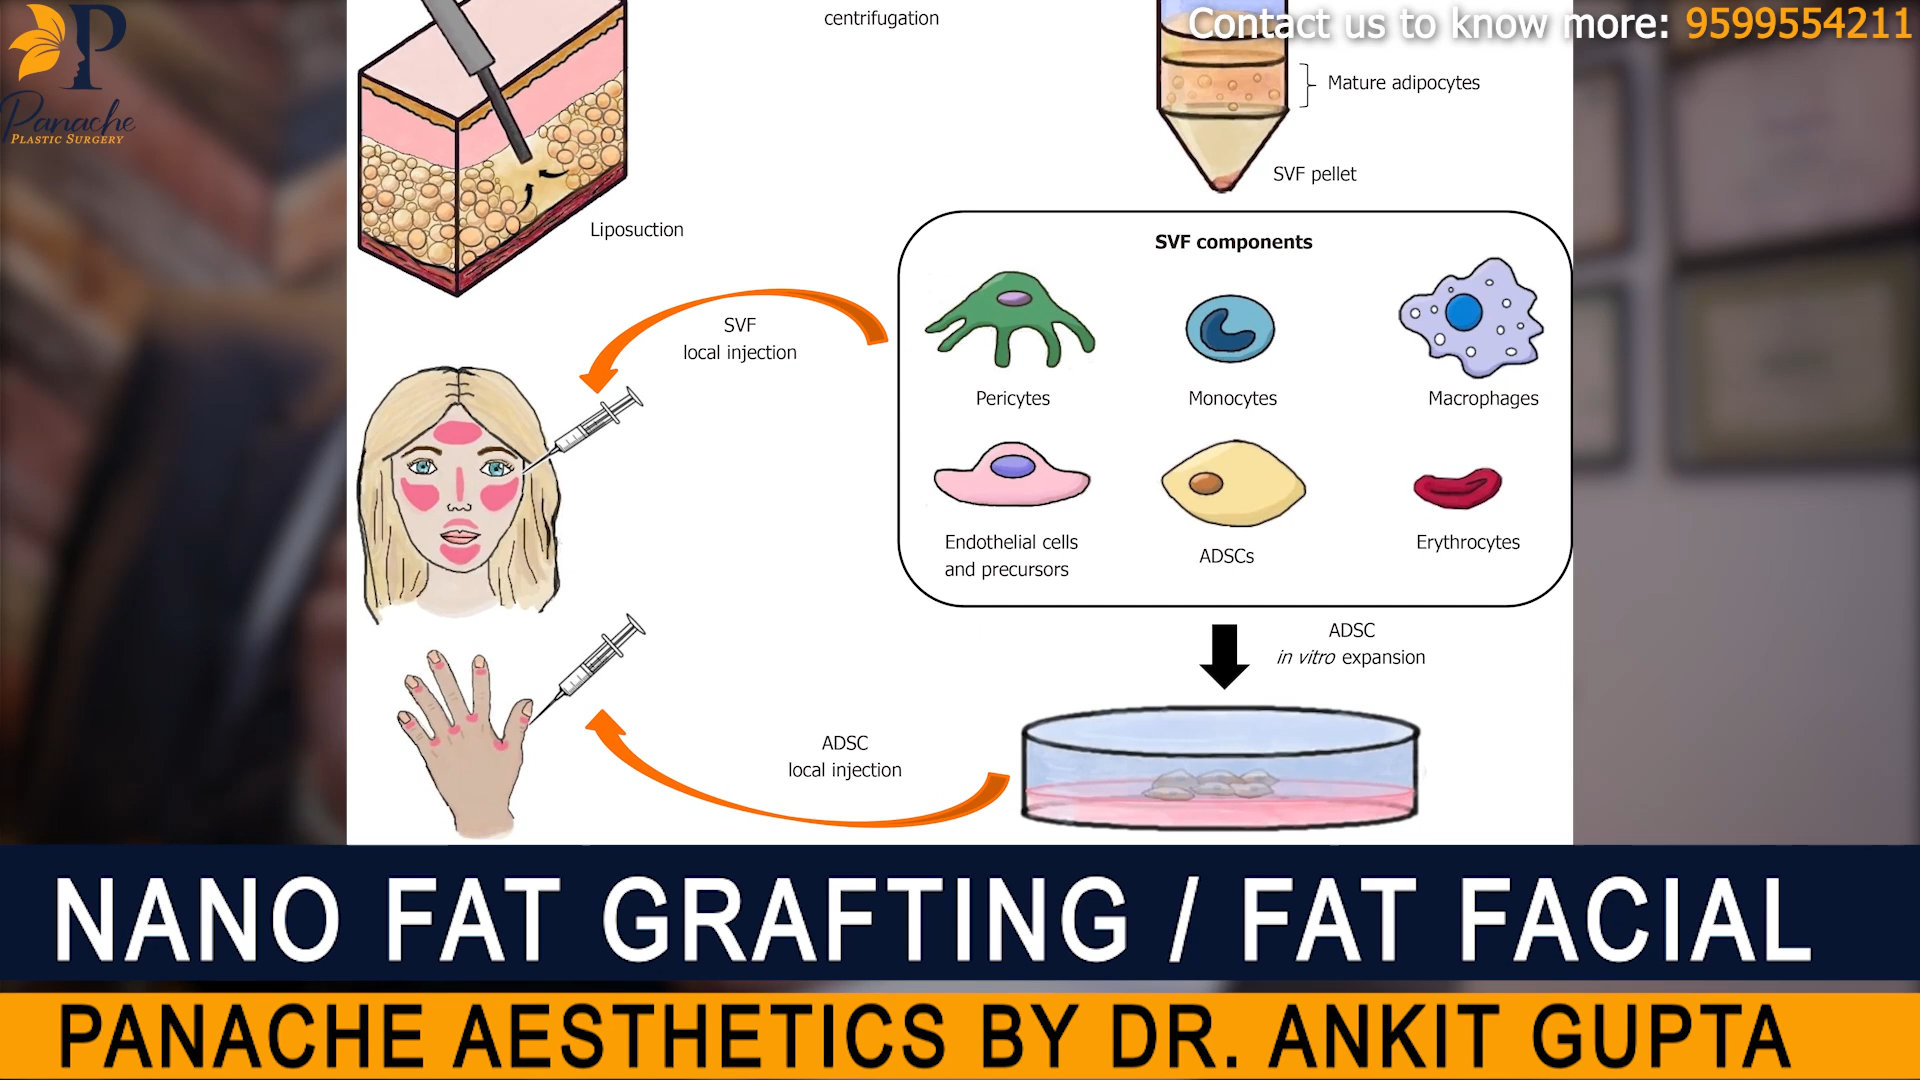 Panache
PLASTIC SURGERY
Contact us to know more: 9599554211
centrifugation
Mature adipocytes
SVF pellet
Liposuction
SVF components
SVF
local injection
Pericytes
Monocytes
Macrophages
Endothelial cells
and precursors
ADSCs
Erythrocytes
ADSC
in vitro expansion
ADSC
local injection
NANO FAT GRAFTING / FAT FACIAL
PANACHE AESTHETICS BY DR. ANKIT GUPTA